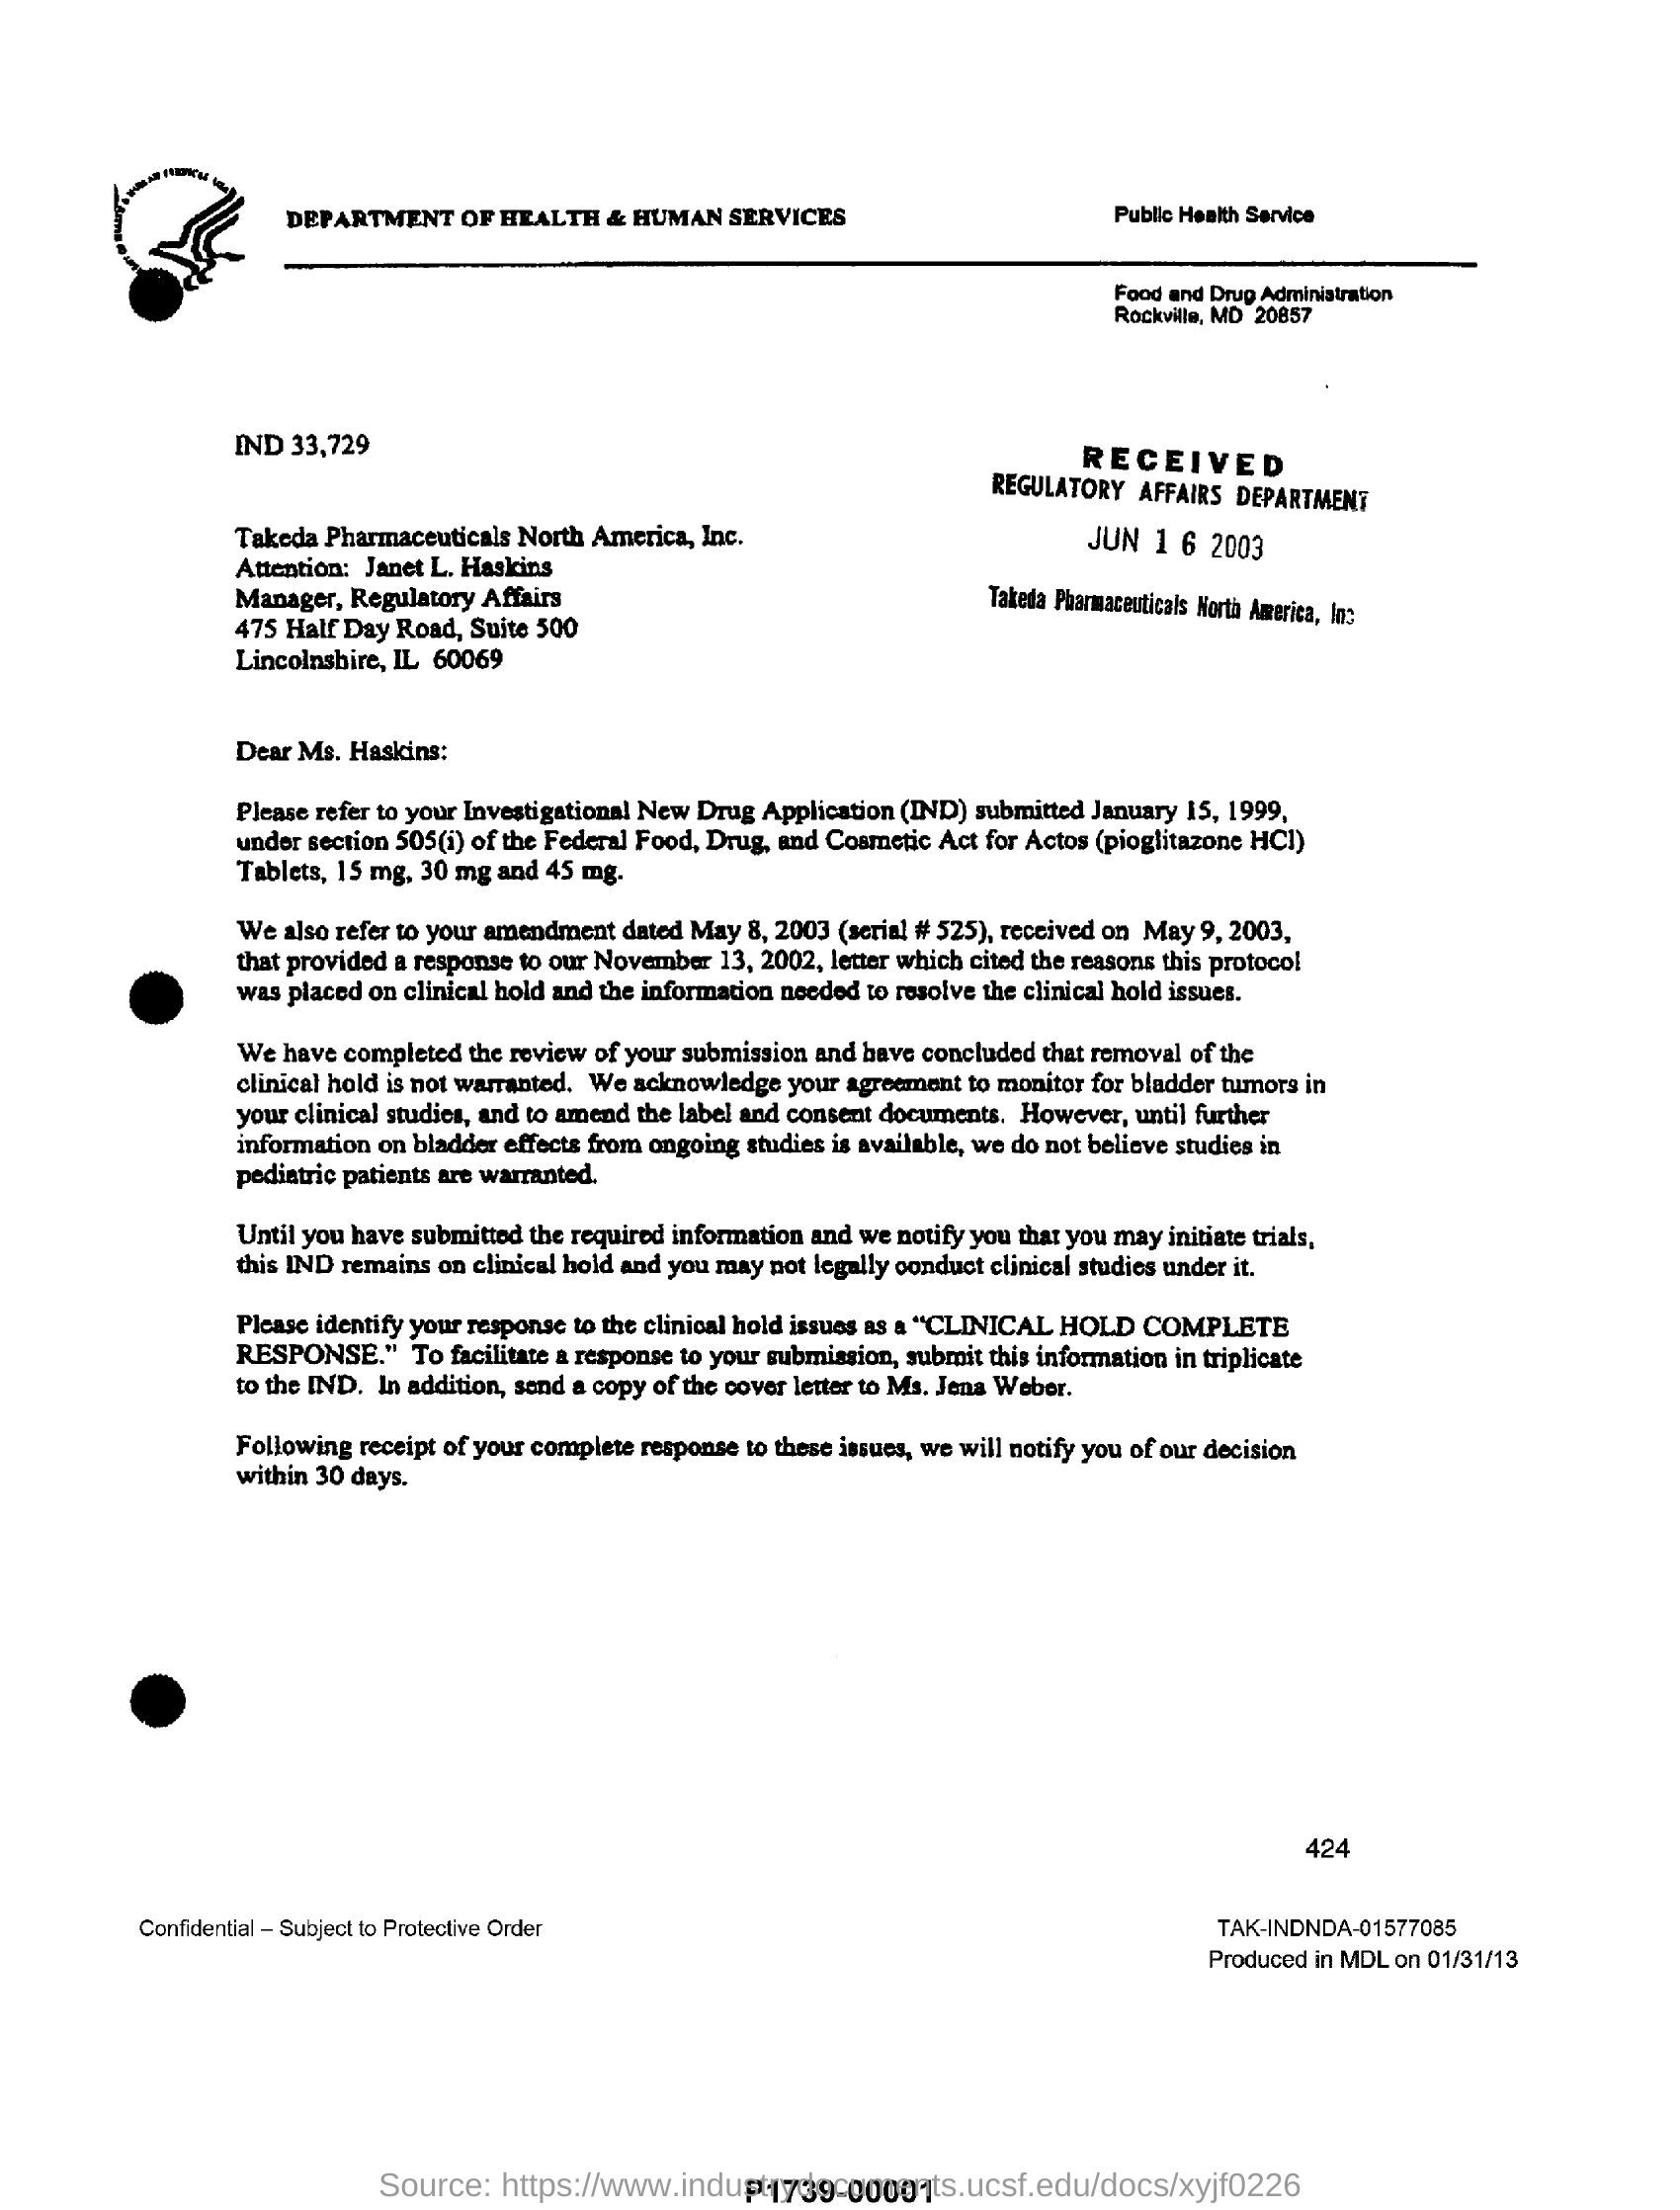 DEPARTMENT OF HEALTH & HUMAN SERVICES
Public Health Service
Food and Drug Administration
Rockville, MD 20857
IND 33,729
RECEIVED
REGULATORY AFFAIRS DEPARTMENT
JUN 16 2003
Takeda Pharmaceuticals North America, Inc
Takeda Pharmaceuticals North America, Inc.
Attention: Janet L. Haskins
Manager, Regulatory Affairs
475 Half Day Road, Suite 500
Lincolnshire, IL 60069
Dear Ms. Haskins:
Please refer to your Investigational New Drug Application (IND) submitted January 15, 1999,
under section 505(i) of the Federal Food, Drug, and Cosmetic Act for Actos (pioglitazone HCl)
Tablets, 15 mg, 30 mg and 45 mg.
We also refer to your amendment dated May 8, 2003 (serial # 525), received on May 9, 2003,
that provided a response to our November 13, 2002, letter which cited the reasons this protocol
was placed on clinical hold and the information needed to resolve the clinical hold issues.
We have completed the review of your submission and have concluded that removal of the
clinical hold is not warranted. We acknowledge your agreement to monitor for bladder tumors in
your clinical studies, and to amend the label and consent documents. However, until further
information on bladder effects from ongoing studies is available, we do not believe studies in
pediatric patients are warranted.
Until you have submitted the required information and we notify you that you may initiate trials,
this IND remains on clinical hold and you may not legally conduct clinical studies under it.
Please identify your response to the clinical hold issues as a "CLINICAL HOLD COMPLETE
RESPONSE." To facilitate a response to your submission, submit this information in triplicate
to the IND. In addition, send a copy of the cover letter to Ms. Jena Weber.
Following receipt of your complete response to these issues, we will notify you of our decision
within 30 days.
424
Confidential – Subject to Protective Order
TAK-INDNDA-01577085
Produced in MDL on 01/31/13
Source: https://www.industrydocuments.ucsf.edu/docs/xyjf0226
P1739-00091